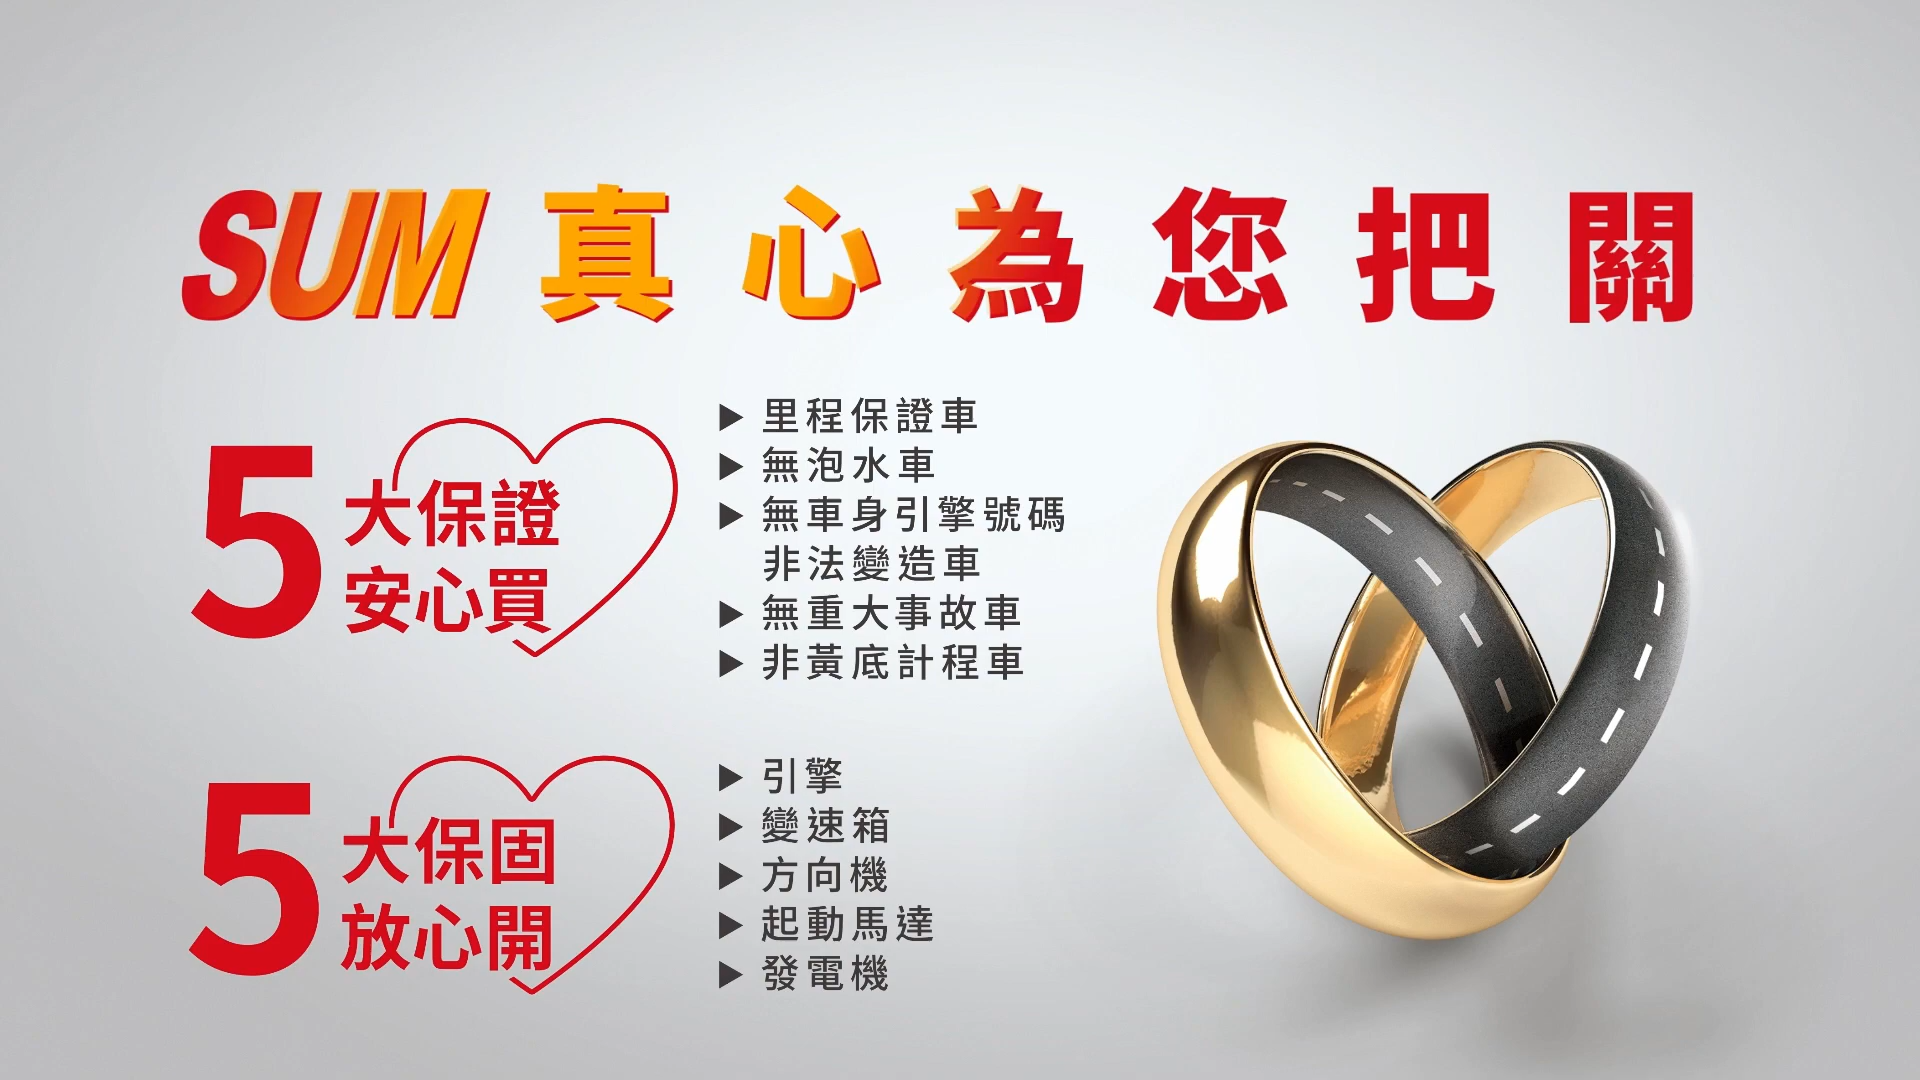 SUM真心為您把關
5大保證
安心買
▶ 里程保證車
▶ 無泡水車
▶ 無車身引擎號碼
非法變造車
▶ 無重大事故車
▶ 非黃底計程車
5大保固
放心開
▶ 引擎
▶ 變速箱
▶ 方向機
▶ 起動馬達
▶ 發電機